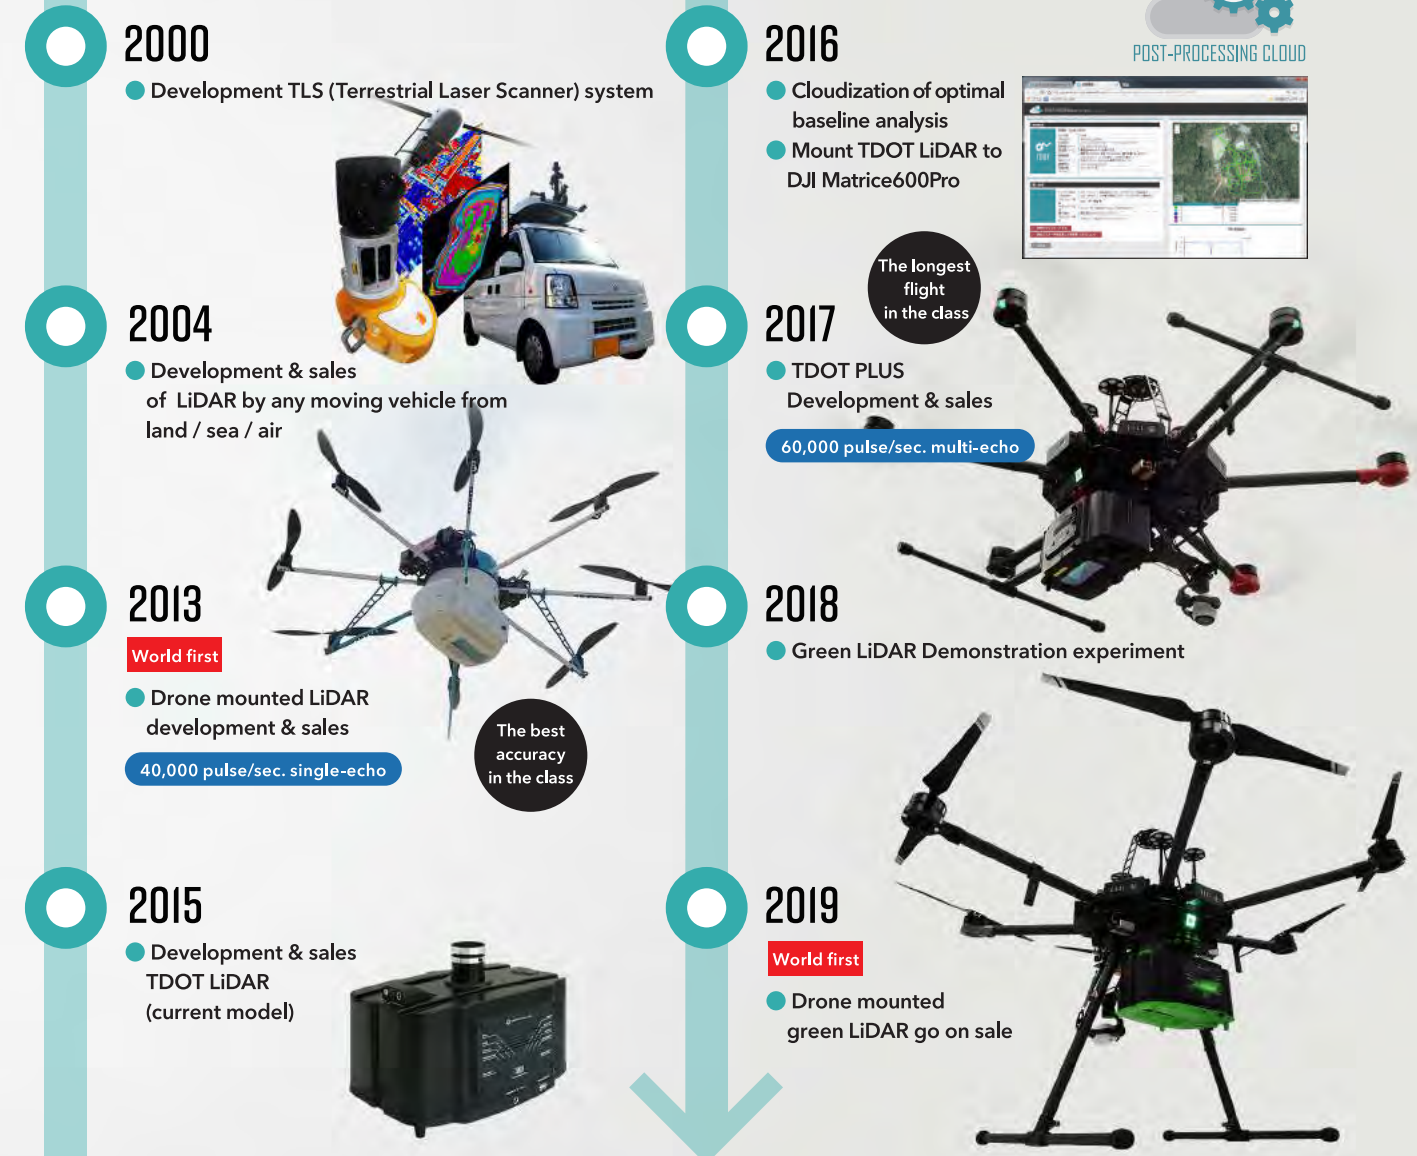 2000
Development TLS (Terrestrial Laser Scanner) system
2004
Development & sales
of LiDAR by any moving vehicle from
land / sea / air
2013
World first
Drone mounted LiDAR
development & sales
40,000 pulse/sec. single-echo
The best
accuracy
in the class
2015
Development & sales
TDOT LiDAR
(current model)
POST-PROCESSING CLOUD
2016
Cloudization of optimal
baseline analysis
Mount TDOT LiDAR to
DJI Matrice600Pro
The longest
flight
in the class
2017
TDOT PLUS
Development & sales
60,000 pulse/sec. multi-echo
2018
Green LiDAR Demonstration experiment
2019
World first
Drone mounted
green LiDAR go on sale